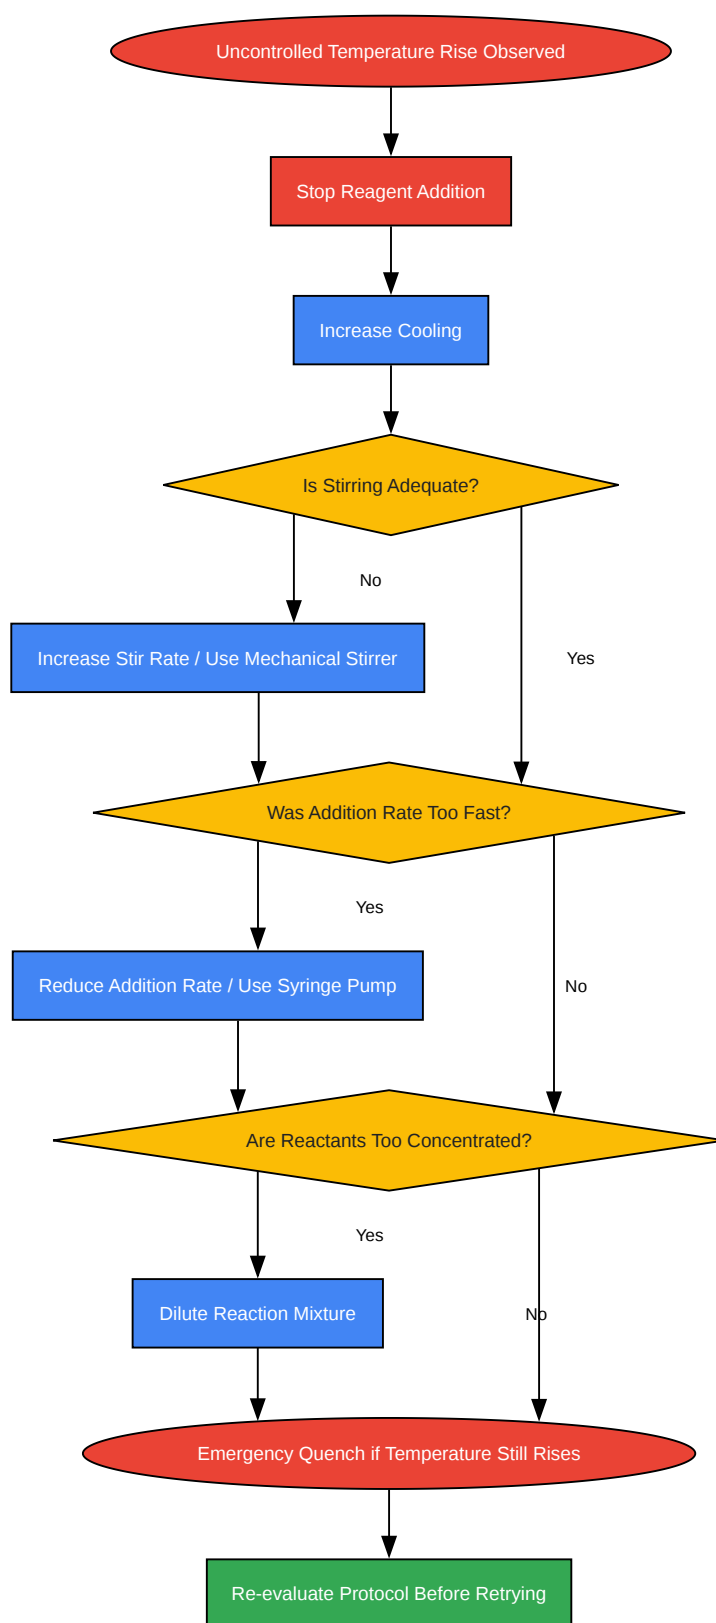 Uncontrolled Temperature Rise Observed
Stop Reagent Addition
Increase Cooling
Is Stirring Adequate?
No
Increase Stir Rate / Use Mechanical Stirrer
Yes
Was Addition Rate Too Fast?
Yes
Reduce Addition Rate / Use Syringe Pump
No
Are Reactants Too Concentrated?
Yes
Dilute Reaction Mixture
No
Emergency Quench if Temperature Still Rises
Re-evaluate Protocol Before Retrying